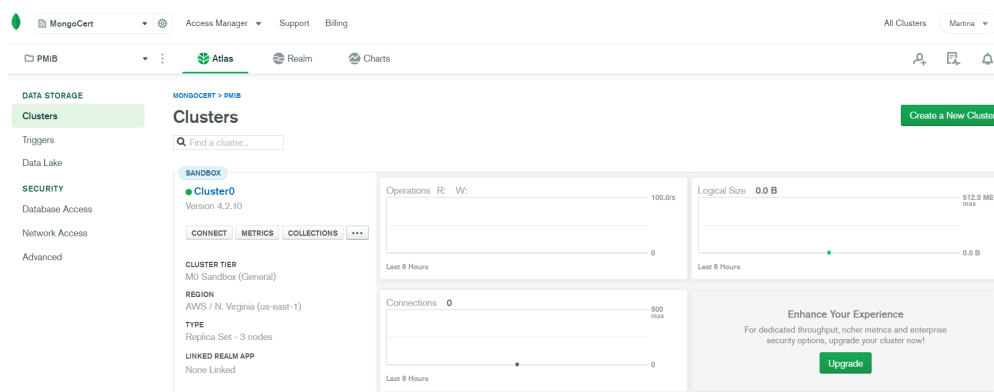 MongoCert
Access Manager
Support
Billing
All Clusters
Martina
PMiB
Atlas
Realm
Charts
DATA STORAGE
Clusters
Triggers
Data Lake
SECURITY
Database Access
Network Access
Advanced
MONGOCERT > PMIB
Clusters
Create a New Cluster
Find a cluster...
SANDBOX
Cluster0
Version 4.2.10
CONNECT
METRICS
COLLECTIONS
...
CLUSTER TIER
M0 Sandbox (General)
REGION
AWS / N. Virginia (us-east-1)
TYPE
Replica Set - 3 nodes
LINKED REALM APP
None Linked
Operations R: W:
100.0/s
0
Last 6 Hours
Logical Size 0.0 B
512.0 MB
max
0.0 B
Last 6 Hours
Connections 0
500
max
0
Last 6 Hours
Enhance Your Experience
For dedicated throughput, richer metrics and enterprise
security options, upgrade your cluster now!
Upgrade